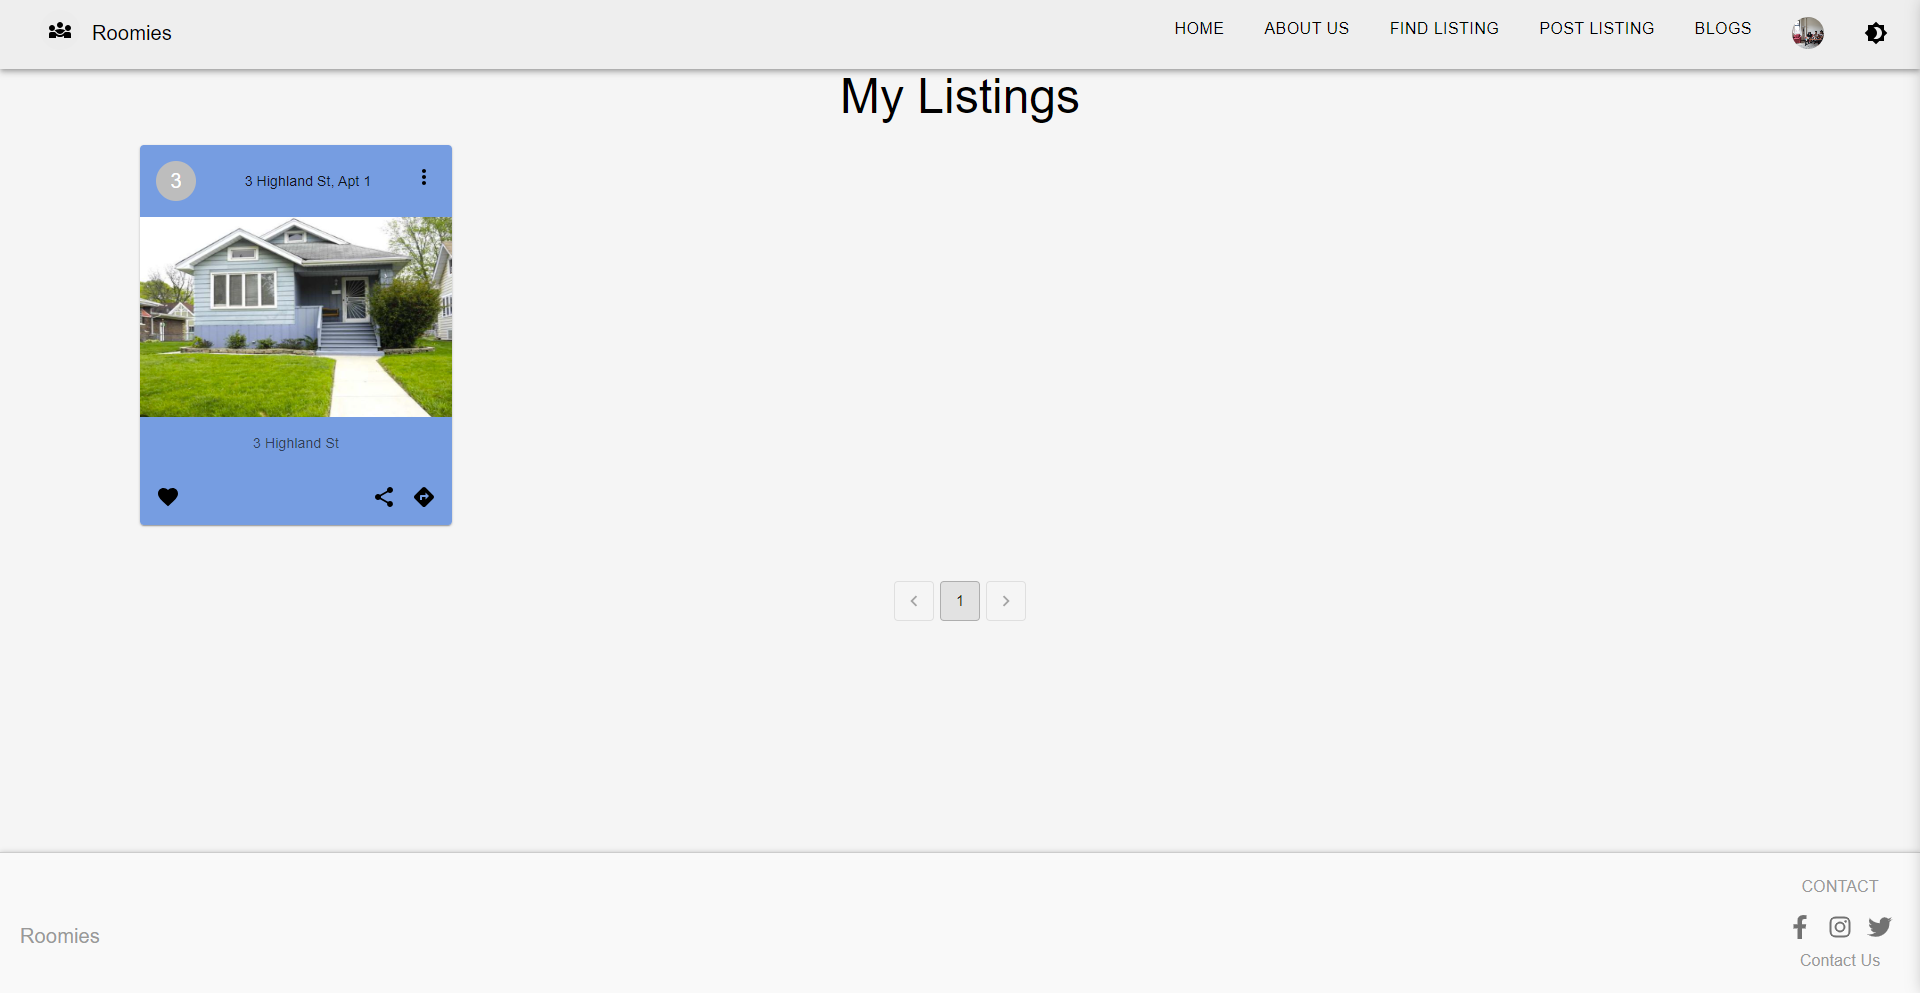 Roomies
HOME
ABOUT US
FIND LISTING
POST LISTING
BLOGS
My Listings
3
3 Highland St, Apt 1
3 Highland St
1
Roomies
CONTACT
Contact Us